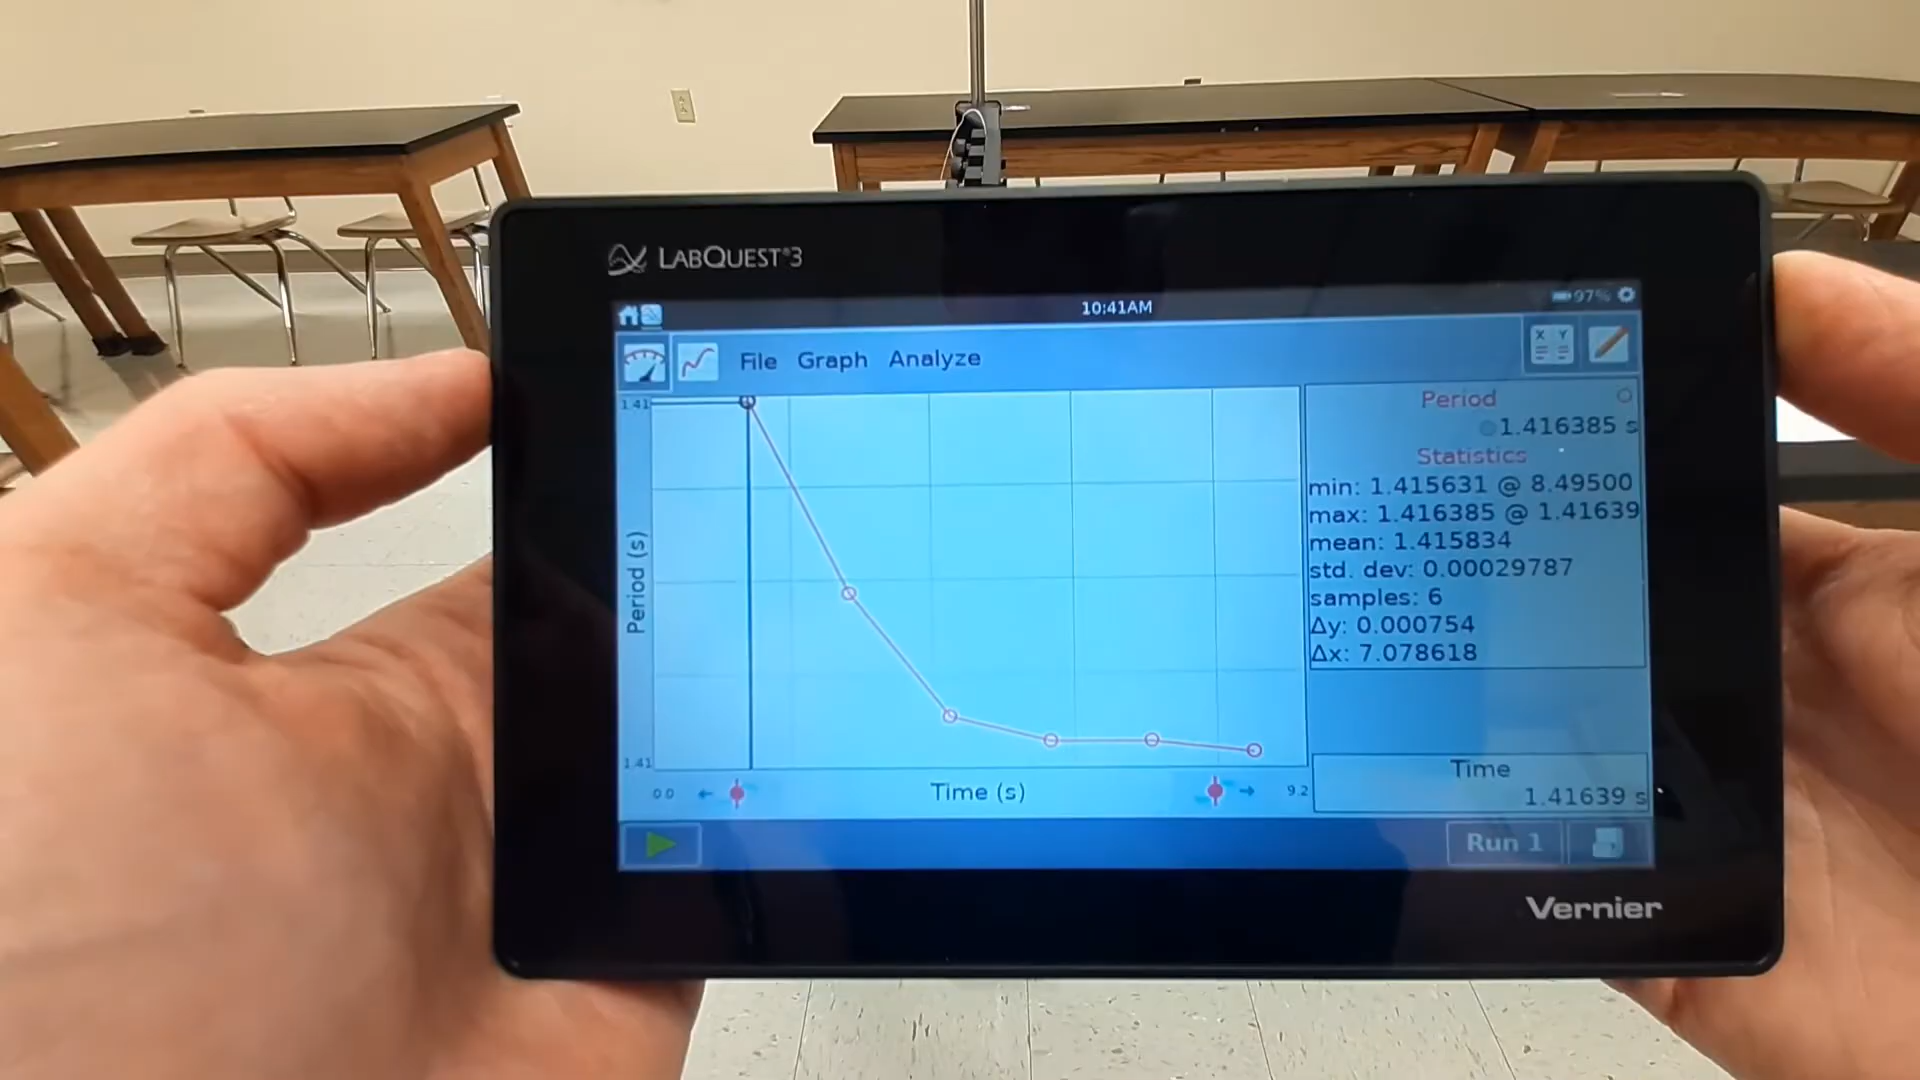 LABQUEST®3
10:41AM
97%
File Graph Analyze
X Y
1.41
Period (s)
1.41
0.0
Time (s)
9.2
Period
1.416385 s
Statistics
min: 1.415631 @ 8.49500
max: 1.416385 @ 1.41639
mean: 1.415834
std. dev: 0.00029787
samples: 6
Δy: 0.000754
Δx: 7.078618
Time
1.41639 s
Run 1
Vernier